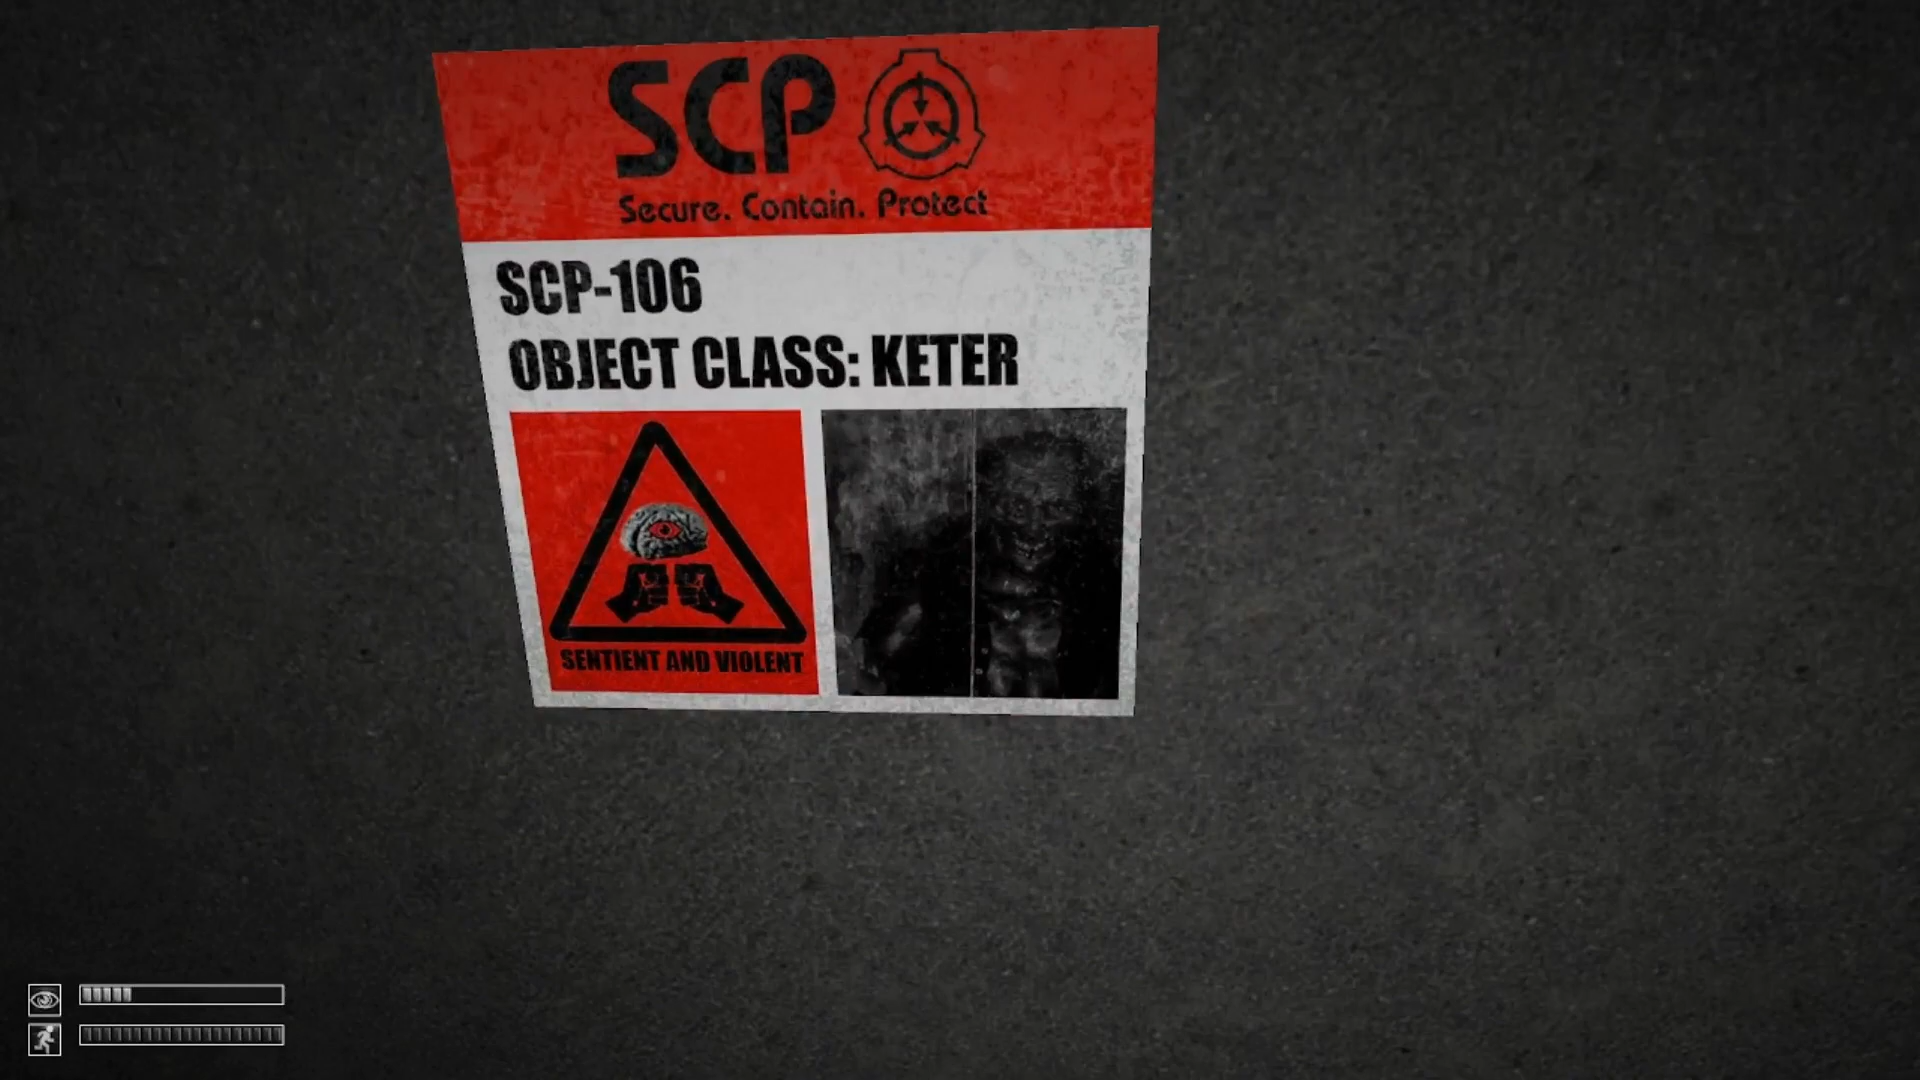 SCP
Secure. Contain. Protect
SCP-106
OBJECT CLASS: KETER
SENTIENT AND VIOLENT